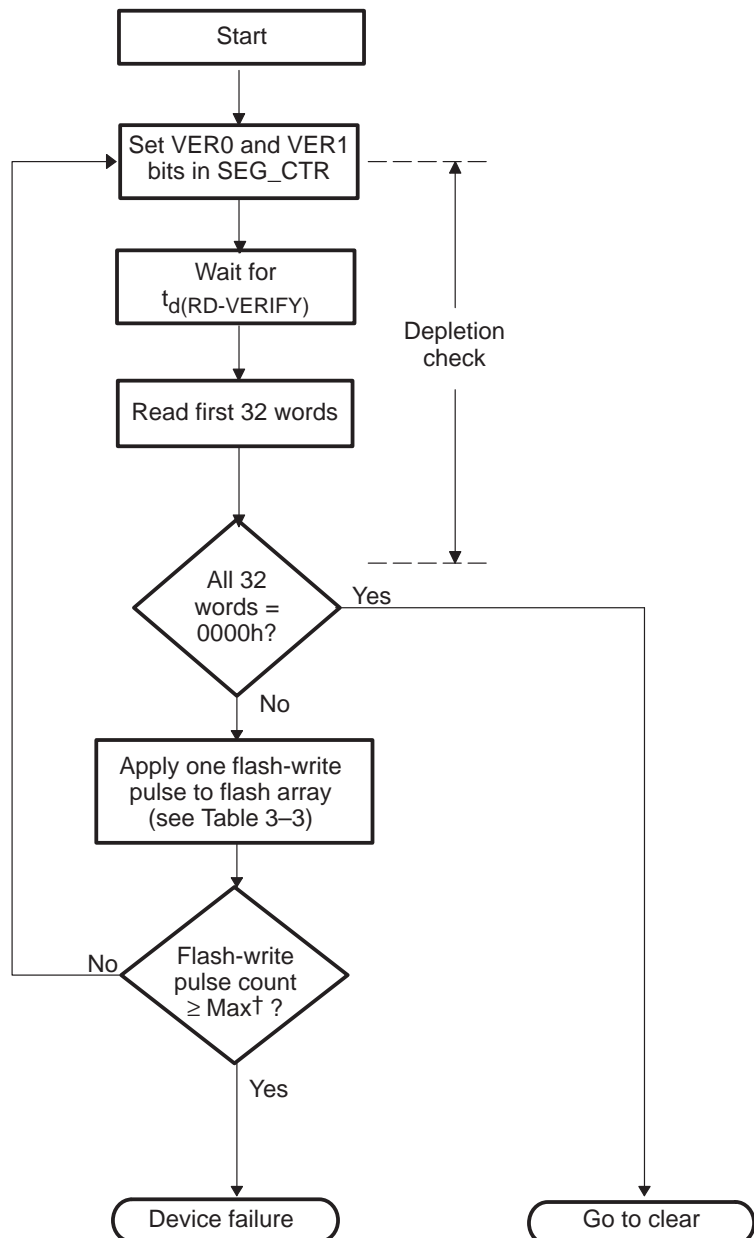 Start
Set VER0 and VER1
bits in SEG_CTR
Wait for
td(RD-VERIFY)
Depletion
check
Read first 32 words
All 32
words =
0000h?
Yes
No
Apply one flash-write
pulse to flash array
(see Table 3–3)
No
Flash-write
pulse count
≥ Max† ?
Yes
Device failure
Go to clear